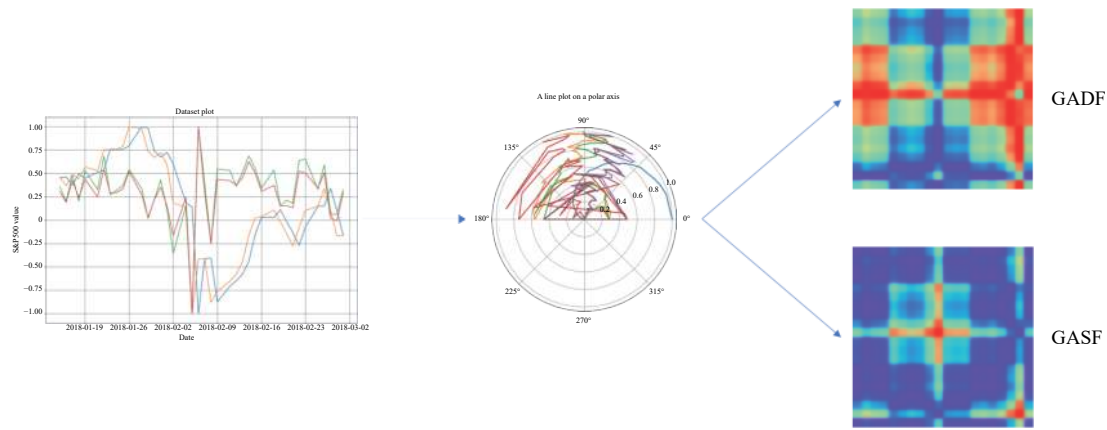 Dataset plot
1.00
0.75
0.50
0.25
0
−0.25
−0.50
−0.75
−1.00
S&P500 value
2018-01-19 2018-01-26 2018-02-02 2018-02-09 2018-02-16 2018-02-23 2018-03-02
Date
A line plot on a polar axis
90°
135° 45°
1.0
0.8
0.6
0.4
0.2
180° 0°
225° 315°
270°
GADF
GASF